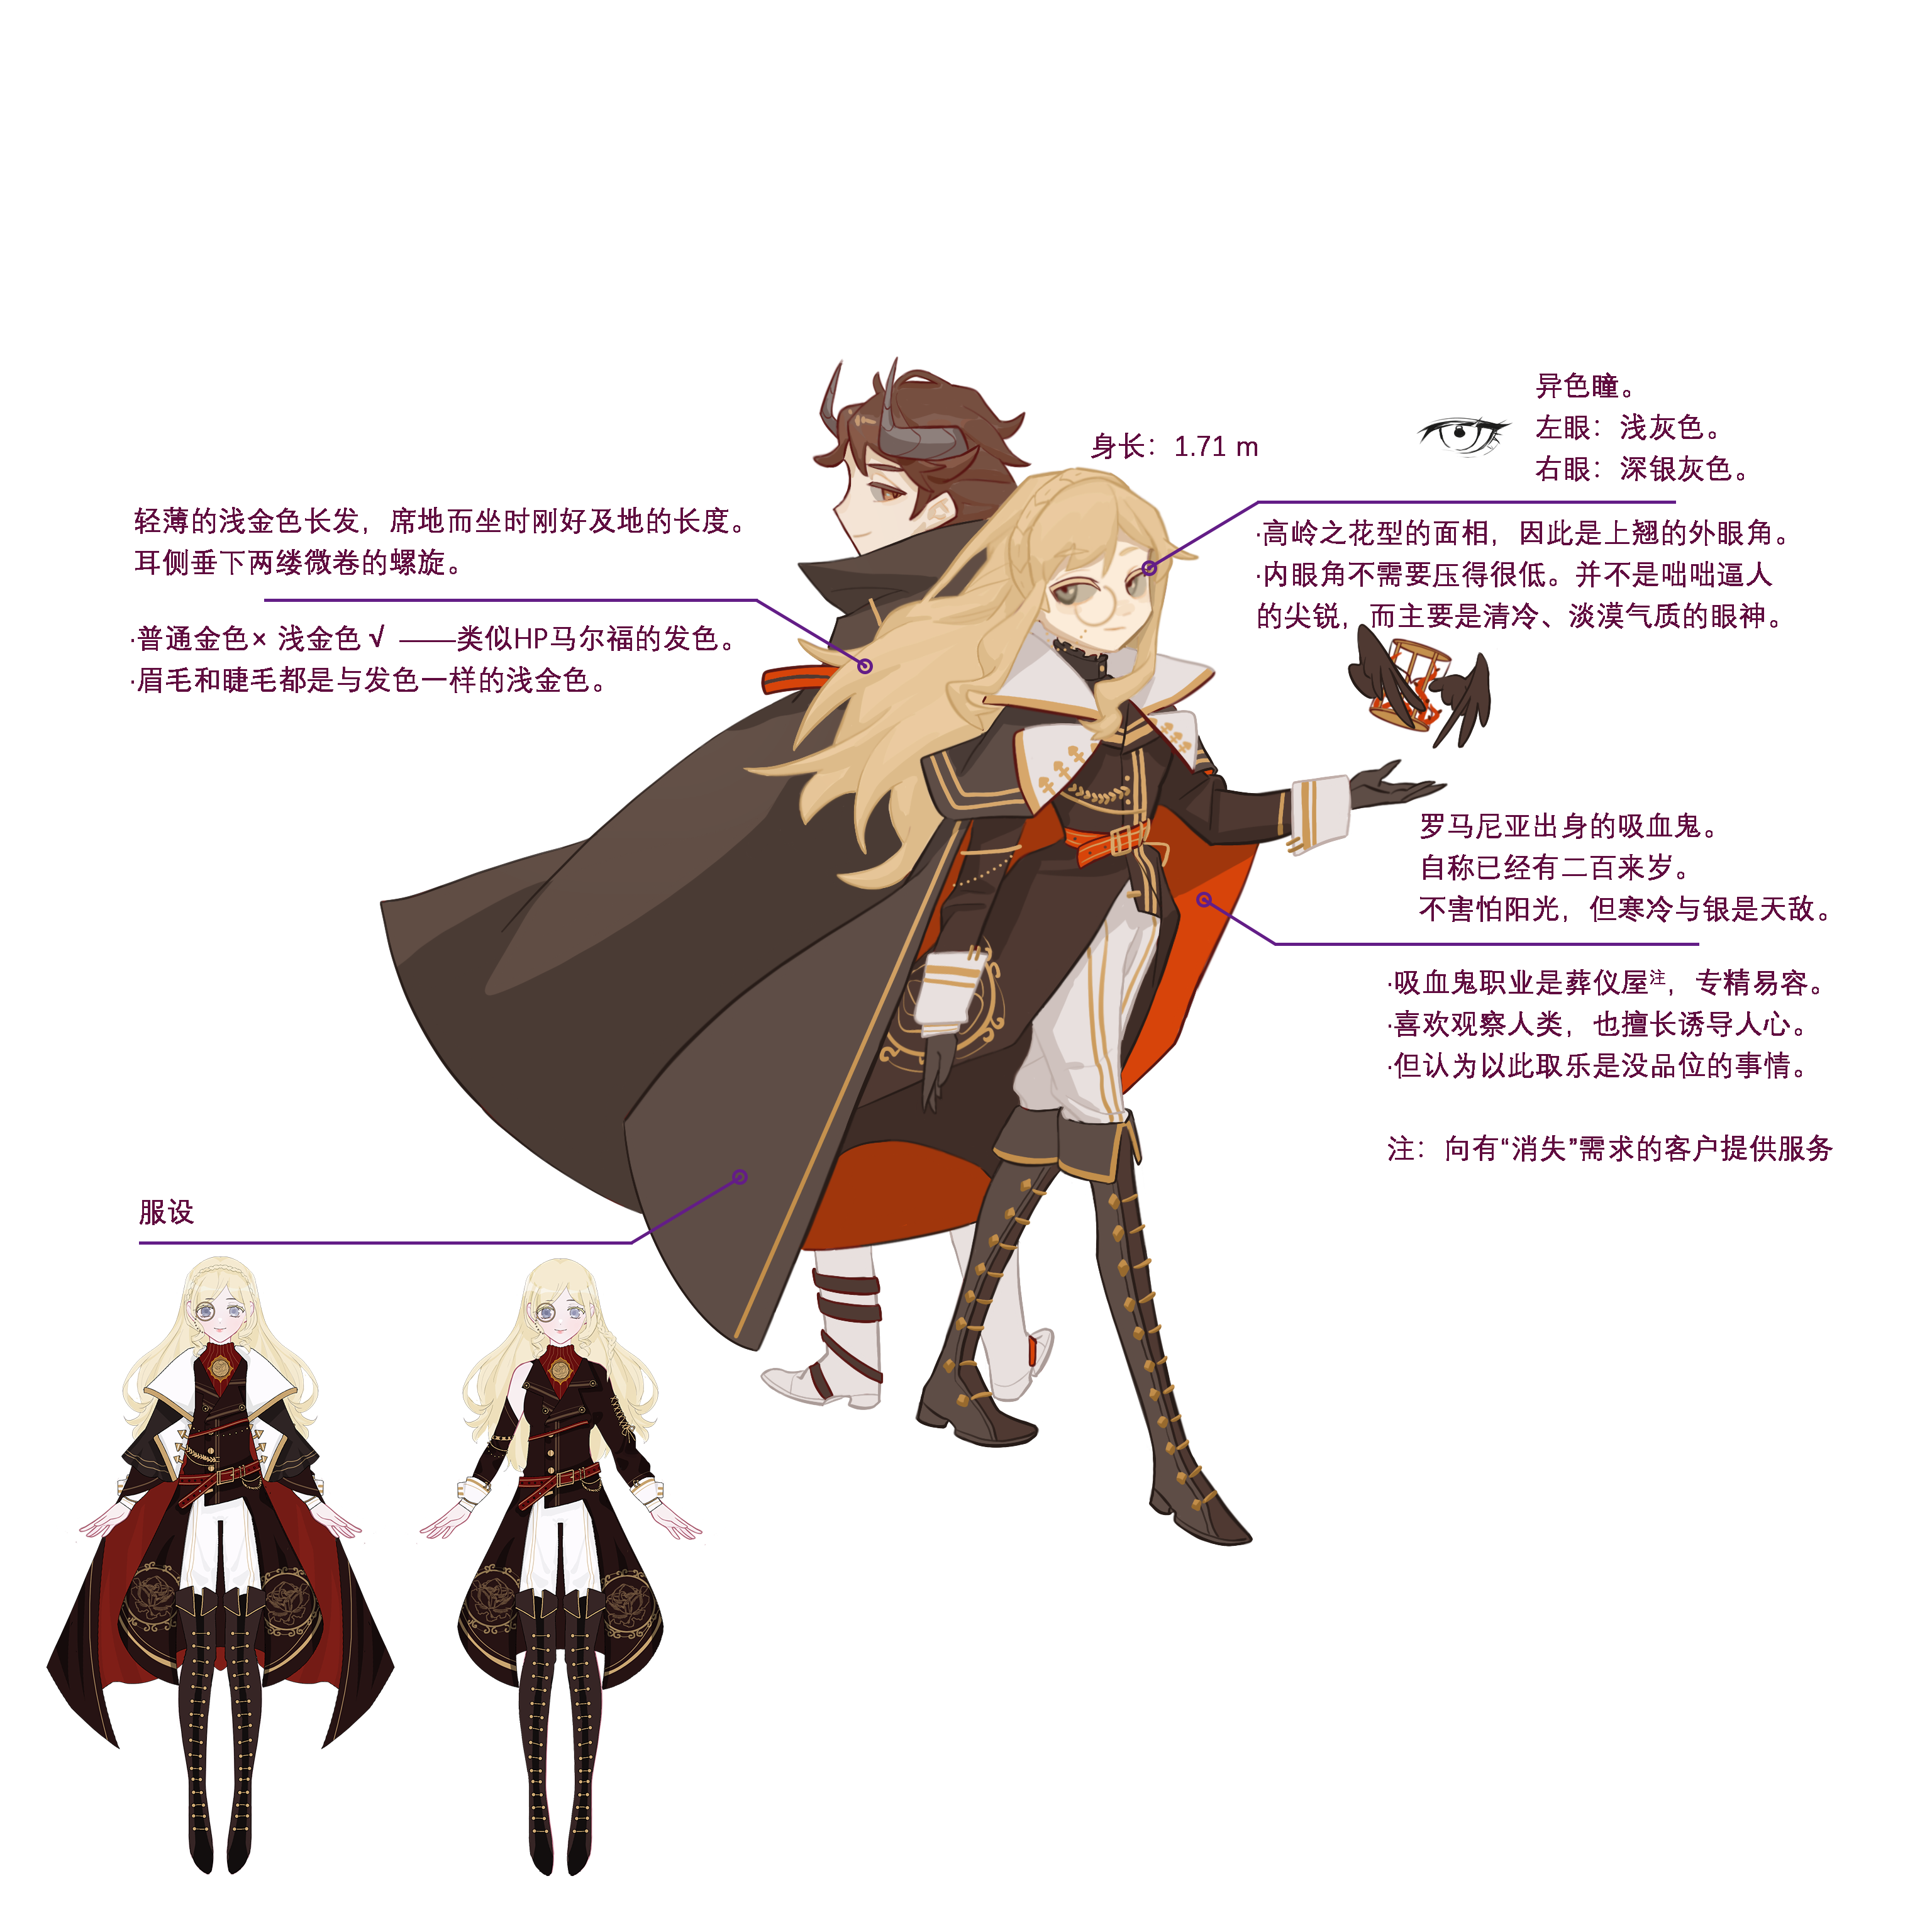 异色瞳。
左眼：浅灰色。
右眼：深银灰色。
身长：1.71 m
轻薄的浅金色长发，席地而坐时刚好及地的长度。
耳侧垂下两缕微卷的螺旋。
·普通金色× 浅金色√ ——类似HP马尔福的发色。
·眉毛和睫毛都是与发色一样的浅金色。
·高岭之花型的面相，因此是上翘的外眼角。
·内眼角不需要压得很低。并不是咄咄逼人
的尖锐，而主要是清冷、淡漠气质的眼神。
罗马尼亚出身的吸血鬼。
自称已经有二百来岁。
不害怕阳光，但寒冷与银是天敌。
·吸血鬼职业是葬仪屋注，专精易容。
·喜欢观察人类，也擅长诱导人心。
·但认为以此取乐是没品位的事情。
注：向有“消失”需求的客户提供服务
服设